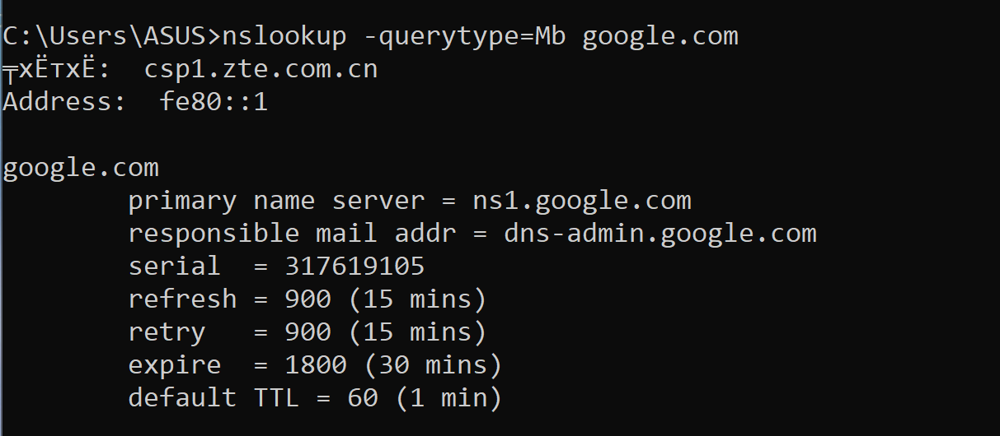 C:\Users\ASUS>nslookup -querytype=Mb google.com
╤хЁтхЁ:  csp1.zte.com.cn
Address:  fe80::1
google.com
primary name server = ns1.google.com
responsible mail addr = dns-admin.google.com
serial  = 317619105
refresh = 900 (15 mins)
retry   = 900 (15 mins)
expire  = 1800 (30 mins)
default TTL = 60 (1 min)